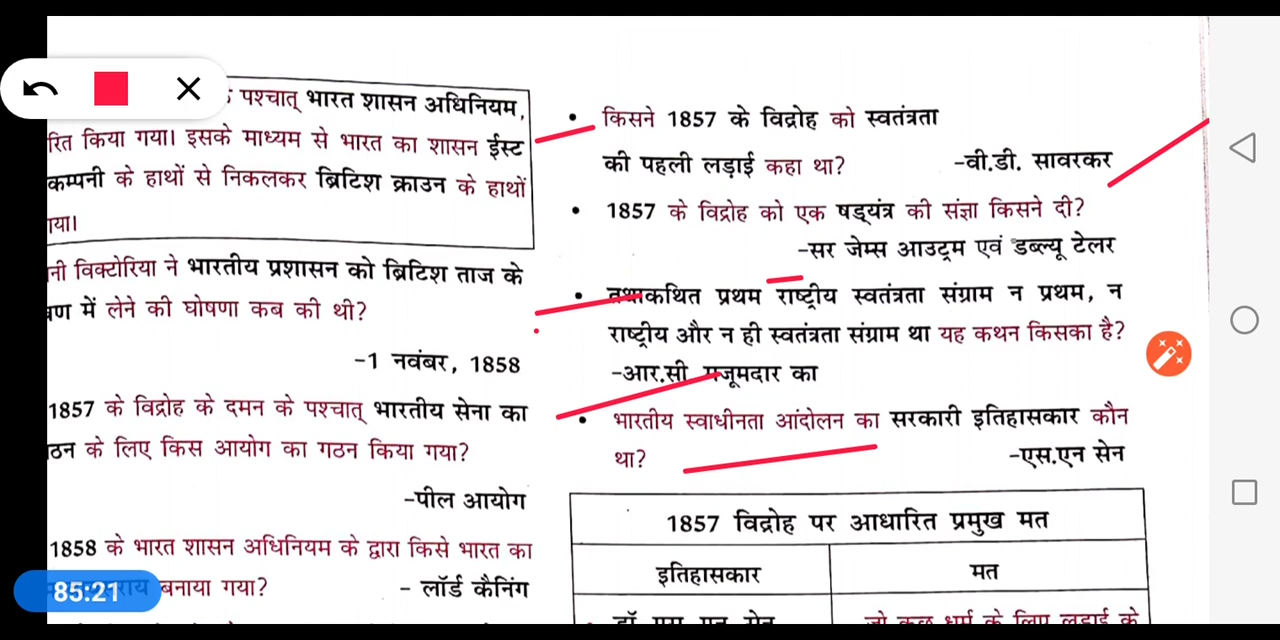 पश्चात् भारत शासन अधिनियम,
रित किया गया। इसके माध्यम से भारत का शासन ईस्ट
कम्पनी के हाथों से निकलकर ब्रिटिश क्राउन के हाथों
गया।
नी विक्टोरिया ने भारतीय प्रशासन को ब्रिटिश ताज के
में लेने की घोषणा कब की थी?
-1 नवंबर, 1858
1857 के विद्रोह के दमन के पश्चात् भारतीय सेना का
ठन के लिए किस आयोग का गठन किया गया?
-पील आयोग
1858 के भारत शासन अधिनियम के द्वारा किसे भारत का
बनाया गया?
- लॉर्ड कैनिंग
85:21
• किसने 1857 के विद्रोह को स्वतंत्रता
की पहली लड़ाई कहा था? -वी.डी. सावरकर
• 1857 के विद्रोह को एक षड्यंत्र की संज्ञा किसने दी?
-सर जेम्स आउट्रम एवं डब्ल्यू टेलर
• तथाकथित प्रथम राष्ट्रीय स्वतंत्रता संग्राम न प्रथम, न
राष्ट्रीय और न ही स्वतंत्रता संग्राम था यह कथन किसका है?
-आर.सी मजूमदार का
• भारतीय स्वाधीनता आंदोलन का सरकारी इतिहासकार कौन
था? -एस.एन सेन
1857 विद्रोह पर आधारित प्रमुख मत
इतिहासकार मत
जो कुछ धर्म के लिए लड़ाई के